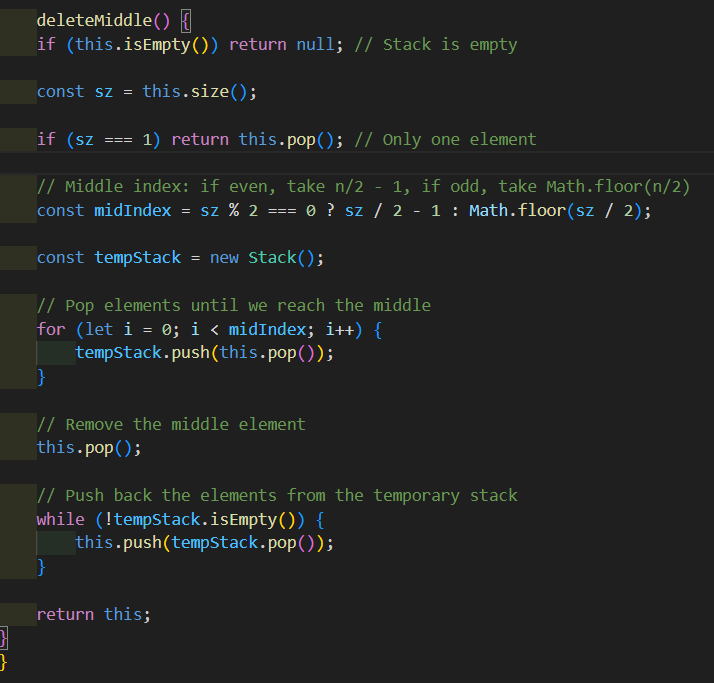 deleteMiddle() {
if (this.isEmpty()) return null; // Stack is empty
const sz = this.size();
if (sz === 1) return this.pop(); // Only one element
// Middle index: if even, take n/2 - 1, if odd, take Math.floor(n/2)
const midIndex = sz % 2 === 0 ? sz / 2 - 1 : Math.floor(sz / 2);
const tempStack = new Stack();
// Pop elements until we reach the middle
for (let i = 0; i < midIndex; i++) {
tempStack.push(this.pop());
}
// Remove the middle element
this.pop();
// Push back the elements from the temporary stack
while (!tempStack.isEmpty()) {
this.push(tempStack.pop());
}
return this;
}
}